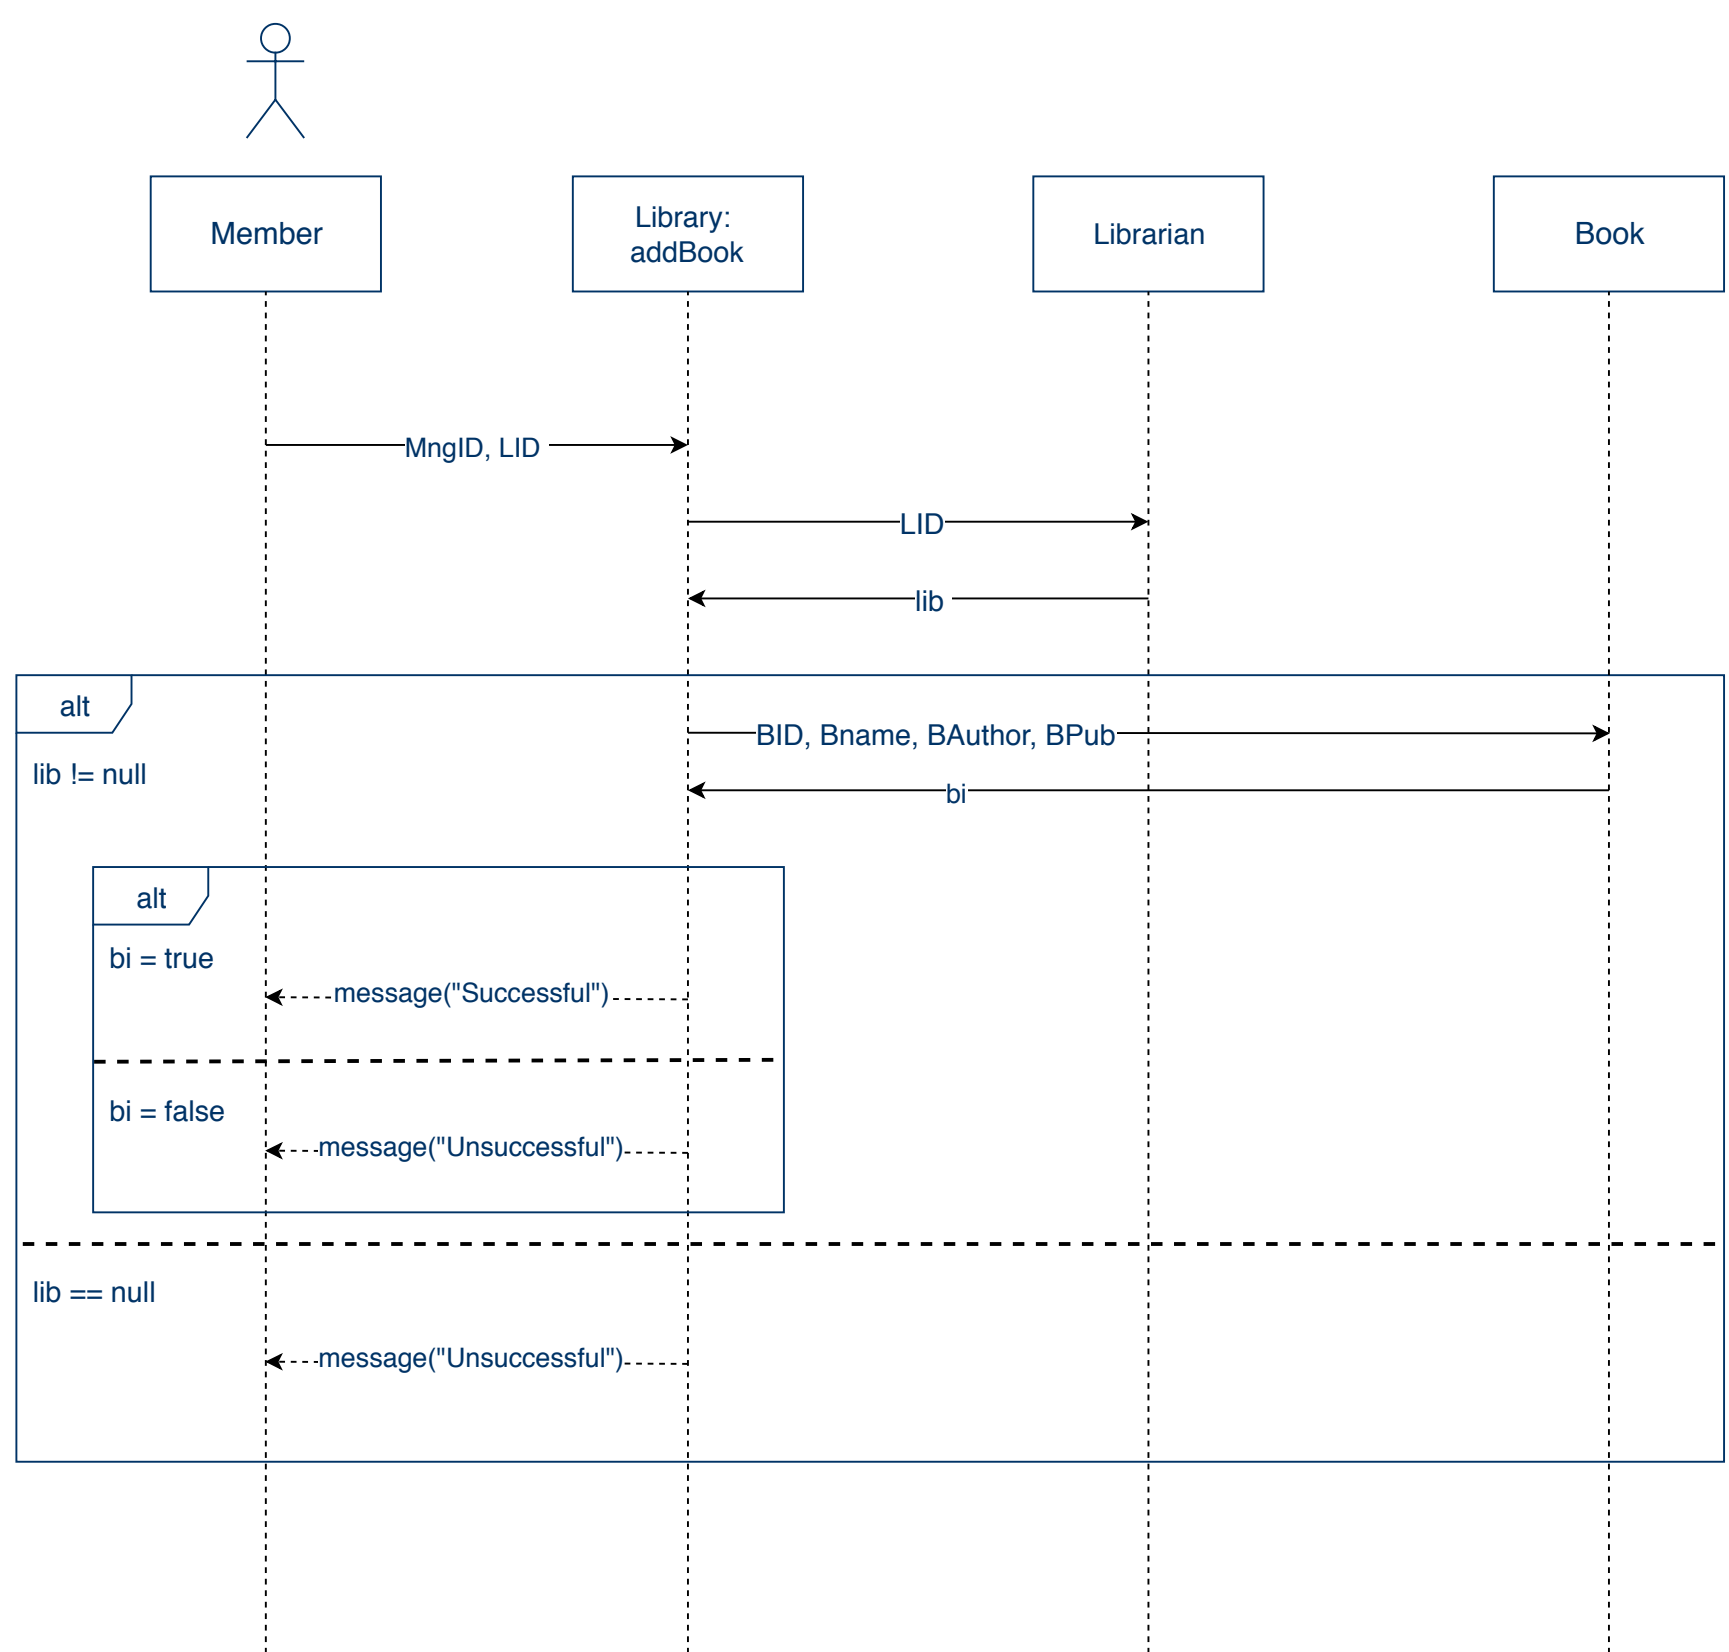 Member
Library:
addBook
Librarian
Book
MngID, LID
LID
lib
alt
BID, Bname, BAuthor, BPub
lib != null
bi
alt
bi = true
message("Successful")
bi = false
message("Unsuccessful")
lib == null
message("Unsuccessful")